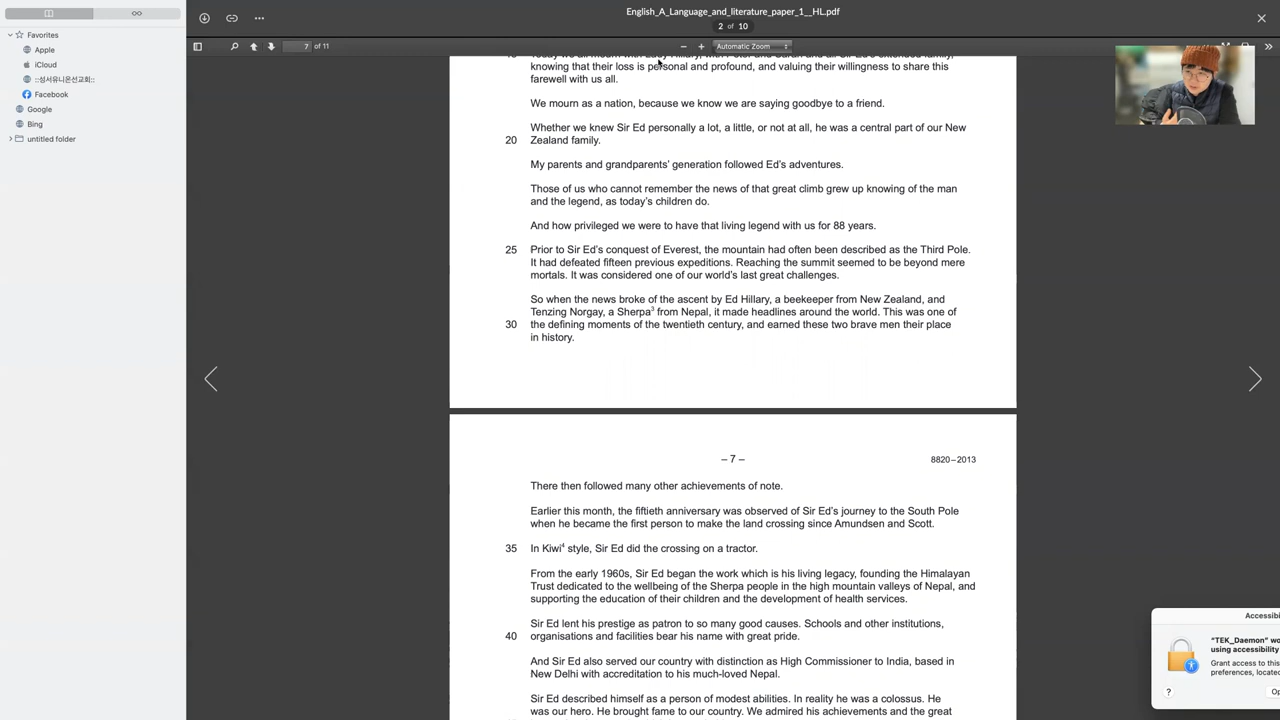 English_A_Language_and_literature_paper_1__HL.pdf
2 of 10
7 of 11
Automatic Zoom
Favorites
Apple
iCloud
::성서유니온선교회::
Facebook
Google
Bing
untitled folder
knowing that their loss is personal and profound, and valuing their willingness to share this
farewell with us all.
We mourn as a nation, because we know we are saying goodbye to a friend.
Whether we knew Sir Ed personally a lot, a little, or not at all, he was a central part of our New
20 Zealand family.
My parents and grandparents' generation followed Ed's adventures.
Those of us who cannot remember the news of that great climb grew up knowing of the man
and the legend, as today's children do.
And how privileged we were to have that living legend with us for 88 years.
25 Prior to Sir Ed's conquest of Everest, the mountain had often been described as the Third Pole.
It had defeated fifteen previous expeditions. Reaching the summit seemed to be beyond mere
mortals. It was considered one of our world's last great challenges.
So when the news broke of the ascent by Ed Hillary, a beekeeper from New Zealand, and
Tenzing Norgay, a Sherpa³ from Nepal, it made headlines around the world. This was one of
30 the defining moments of the twentieth century, and earned these two brave men their place
in history.
– 7 –
8820–2013
There then followed many other achievements of note.
Earlier this month, the fiftieth anniversary was observed of Sir Ed's journey to the South Pole
when he became the first person to make the land crossing since Amundsen and Scott.
35 In Kiwi⁴ style, Sir Ed did the crossing on a tractor.
From the early 1960s, Sir Ed began the work which is his living legacy, founding the Himalayan
Trust dedicated to the wellbeing of the Sherpa people in the high mountain valleys of Nepal, and
supporting the education of their children and the development of health services.
Sir Ed lent his prestige as patron to so many good causes. Schools and other institutions,
40 organisations and facilities bear his name with great pride.
And Sir Ed also served our country with distinction as High Commissioner to India, based in
New Delhi with accreditation to his much-loved Nepal.
Sir Ed described himself as a person of modest abilities. In reality he was a colossus. He
was our hero. He brought fame to our country. We admired his achievements and the great
Accessibi
"TEK_Daemon" wo
using accessibility
Grant access to this
preferences, locate
?
Op